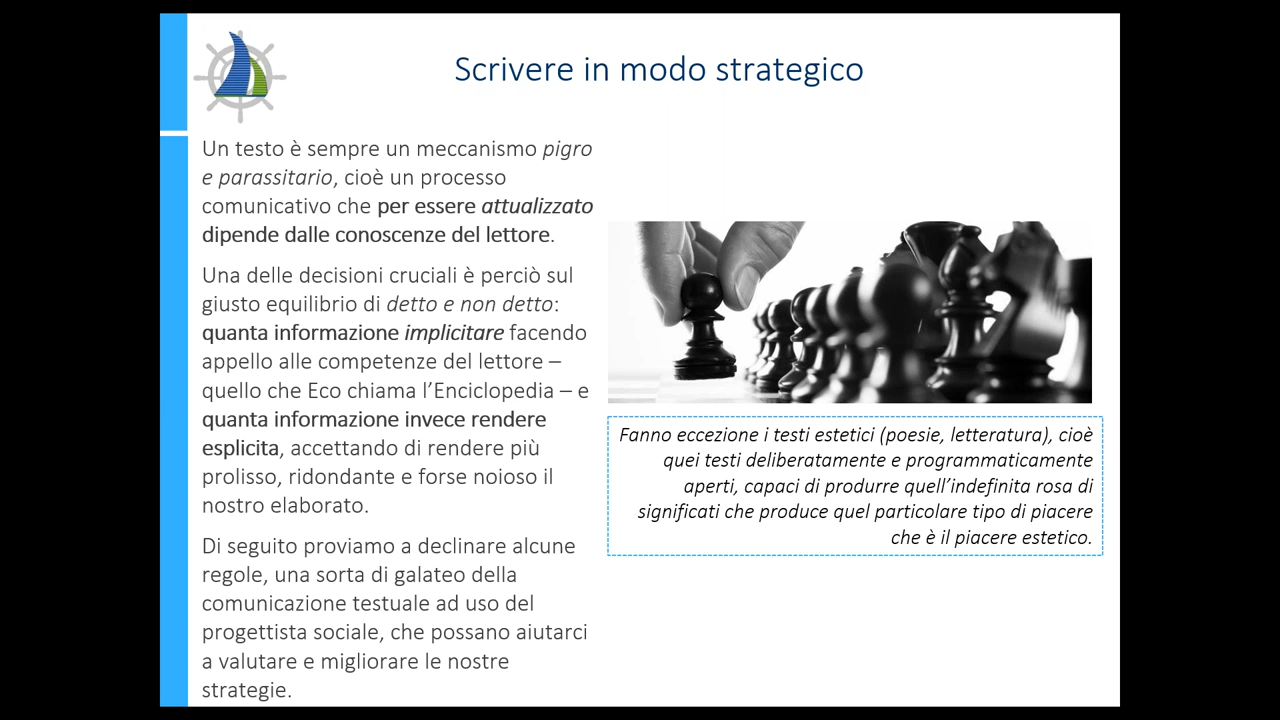 Scrivere in modo strategico
Un testo è sempre un meccanismo pigro
e parassitario, cioè un processo
comunicativo che per essere attualizzato
dipende dalle conoscenze del lettore.
Una delle decisioni cruciali è perciò sul
giusto equilibrio di detto e non detto:
quanta informazione implicitare facendo
appello alle competenze del lettore –
quello che Eco chiama l’Enciclopedia – e
quanta informazione invece rendere
esplicita, accettando di rendere più
prolisso, ridondante e forse noioso il
nostro elaborato.
Di seguito proviamo a declinare alcune
regole, una sorta di galateo della
comunicazione testuale ad uso del
progettista sociale, che possano aiutarci
a valutare e migliorare le nostre
strategie.
Fanno eccezione i testi estetici (poesie, letteratura), cioè
quei testi deliberatamente e programmaticamente
aperti, capaci di produrre quell’indefinita rosa di
significati che produce quel particolare tipo di piacere
che è il piacere estetico.